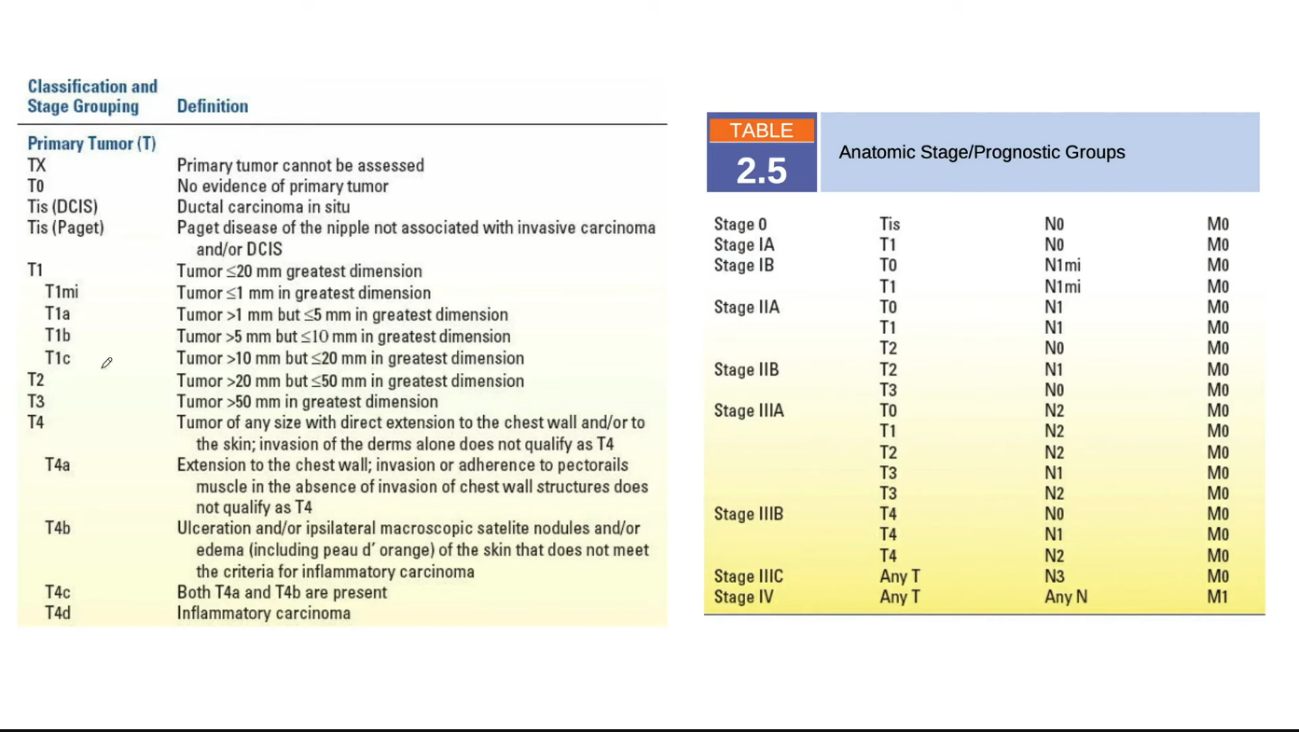 Classification and
Stage Grouping Definition
Primary Tumor (T)
TX Primary tumor cannot be assessed
T0 No evidence of primary tumor
Tis (DCIS) Ductal carcinoma in situ
Tis (Paget) Paget disease of the nipple not associated with invasive carcinoma
and/or DCIS
T1 Tumor ≤20 mm greatest dimension
T1mi Tumor ≤1 mm in greatest dimension
T1a Tumor >1 mm but ≤5 mm in greatest dimension
T1b Tumor >5 mm but ≤10 mm in greatest dimension
T1c Tumor >10 mm but ≤20 mm in greatest dimension
T2 Tumor >20 mm but ≤50 mm in greatest dimension
T3 Tumor >50 mm in greatest dimension
T4 Tumor of any size with direct extension to the chest wall and/or to
the skin; invasion of the derms alone does not qualify as T4
T4a Extension to the chest wall; invasion or adherence to pectorails
muscle in the absence of invasion of chest wall structures does
not qualify as T4
T4b Ulceration and/or ipsilateral macroscopic satelite nodules and/or
edema (including peau d' orange) of the skin that does not meet
the criteria for inflammatory carcinoma
T4c Both T4a and T4b are present
T4d Inflammatory carcinoma
TABLE
2.5
Anatomic Stage/Prognostic Groups
Stage 0 Tis N0 M0
Stage IA T1 N0 M0
Stage IB T0 N1mi M0
T1 N1mi M0
Stage IIA T0 N1 M0
T1 N1 M0
T2 N0 M0
Stage IIB T2 N1 M0
T3 N0 M0
Stage IIIA T0 N2 M0
T1 N2 M0
T2 N2 M0
T3 N1 M0
T3 N2 M0
Stage IIIB T4 N0 M0
T4 N1 M0
T4 N2 M0
Stage IIIC Any T N3 M0
Stage IV Any T Any N M1